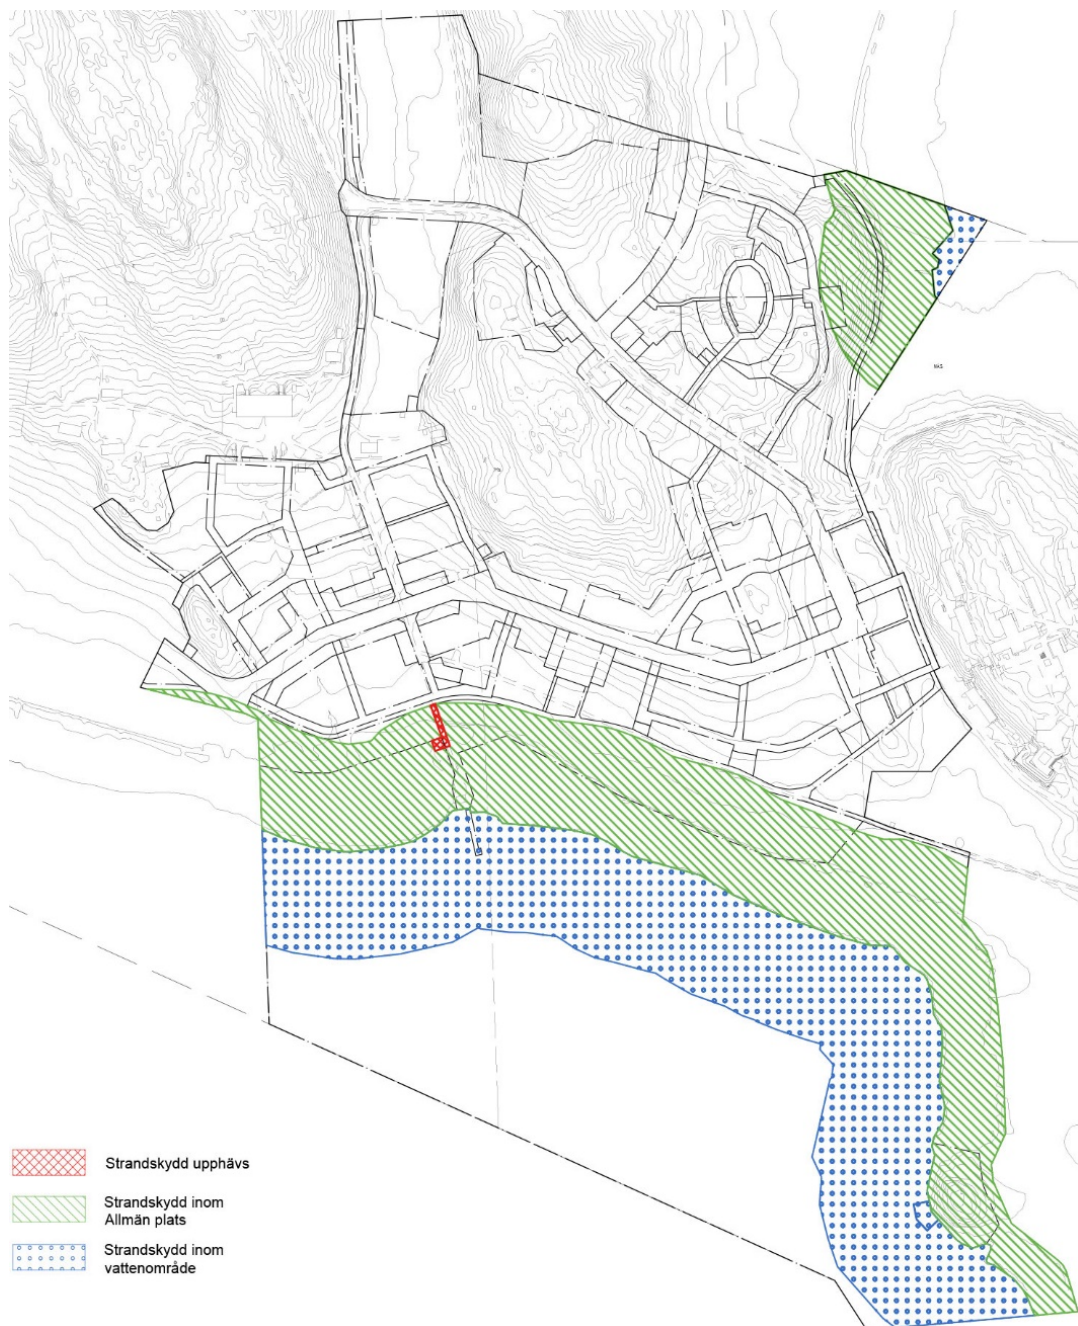 Strandskydd upphävs
Strandskydd inom
Allmän plats
Strandskydd inom
vattenområde